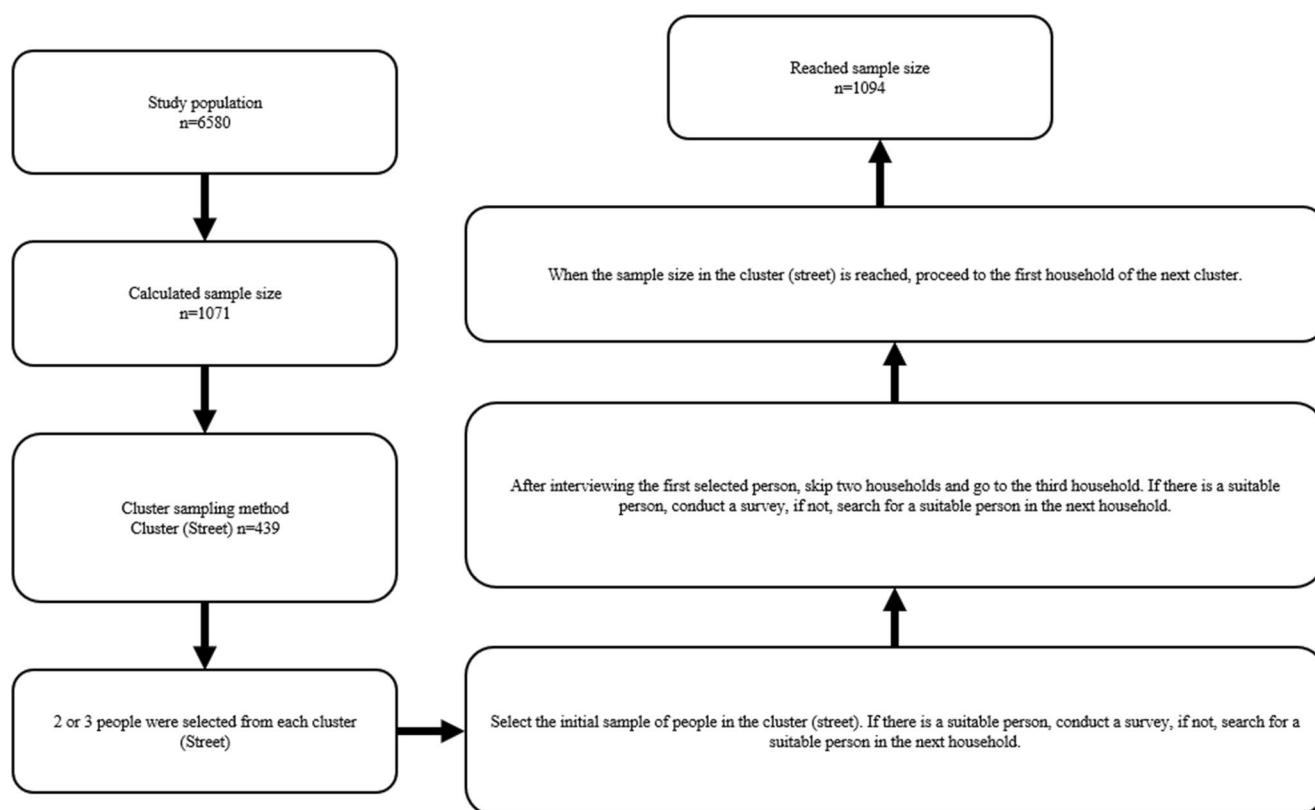 Study population
n=6580
Calculated sample size
n=1071
Cluster sampling method
Cluster (Street) n=439
2 or 3 people were selected from each cluster
(Street)
Select the initial sample of people in the cluster (street). If there is a suitable person, conduct a survey, if not, search for a
suitable person in the next household.
After interviewing the first selected person, skip two households and go to the third household. If there is a suitable
person, conduct a survey, if not, search for a suitable person in the next household.
When the sample size in the cluster (street) is reached, proceed to the first household of the next cluster.
Reached sample size
n=1094